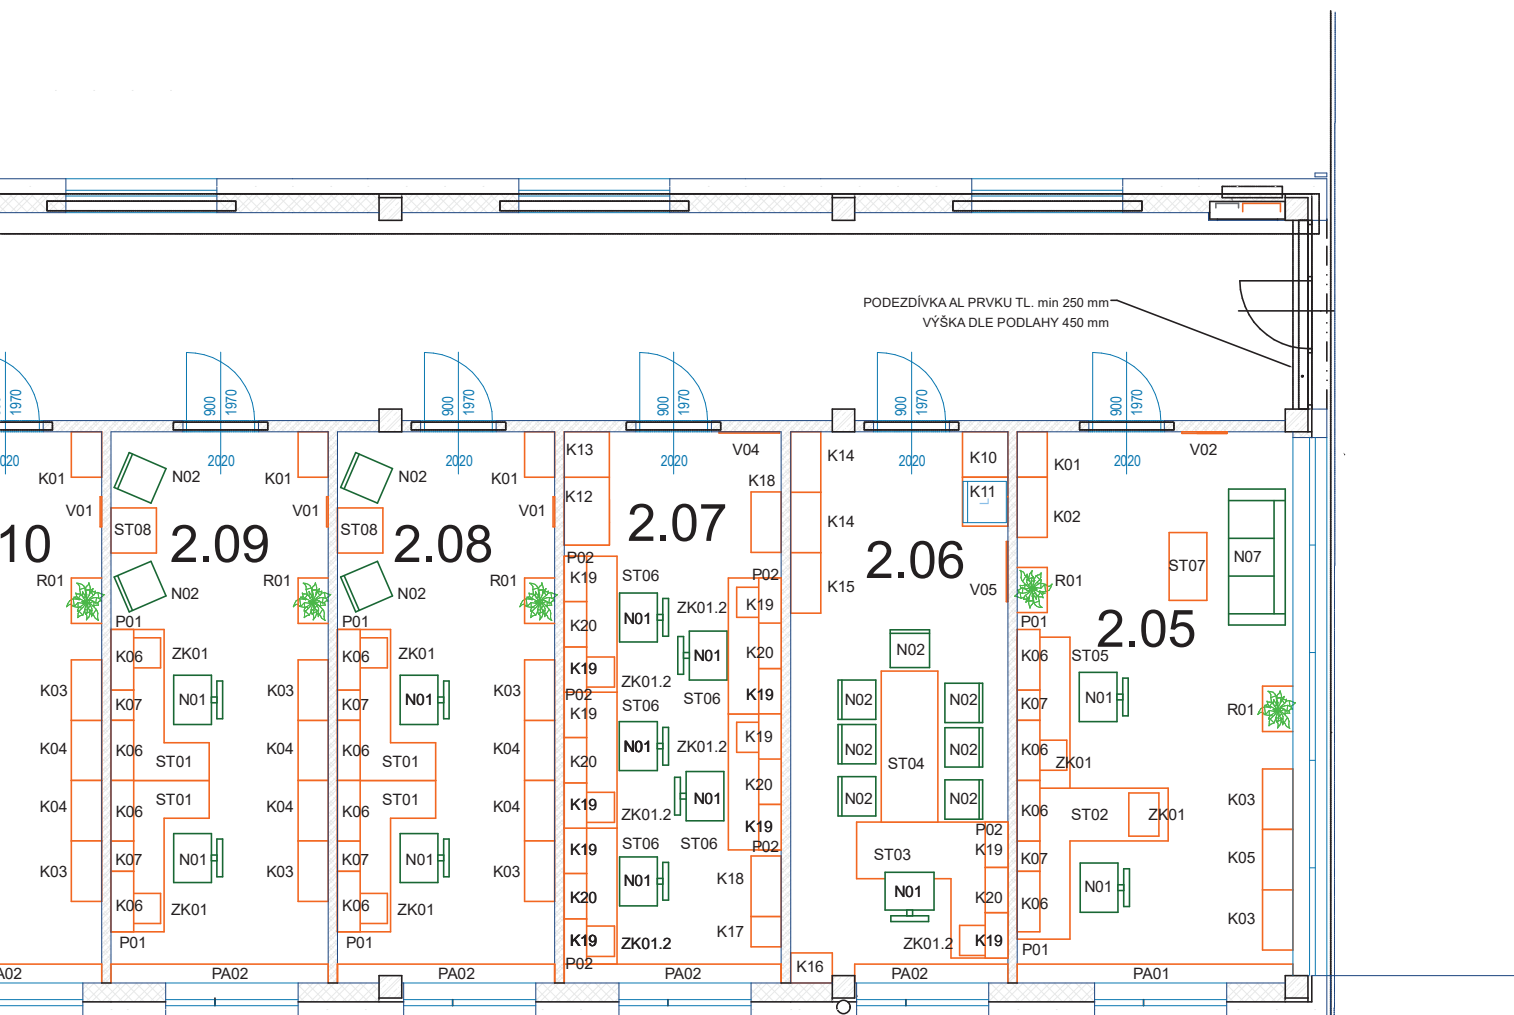 PODEZDÍVKA AL PRVKU TL. min 250 mm
VÝŠKA DLE PODLAHY 450 mm
1970
020
K01
V01
10
R01
K03
K04
K04
K03
A02
900
1970
2020
N02
K01
ST08
V01
2.09
N02
R01
P01
K06
ZK01
K03
K07
N01
K06
ST01
K04
K06
ST01
K04
K07
N01
K03
K06
ZK01
P01
PA02
900
1970
2020
N02
K01
ST08
V01
2.08
N02
R01
P01
K06
ZK01
K03
K07
N01
K06
ST01
K04
K06
ST01
K04
K07
N01
K03
K06
ZK01
P01
PA02
900
1970
2020
K13
V04
K12
K18
2.07
P02
K19
ST06
P02
ZK01.2
K19
N01
K20
N01
K20
K19
ZK01.2
K19
P02
ST06
ST06
K19
ZK01.2
K19
N01
K20
K20
N01
K19
ZK01.2
K19
ST06
ST06
P02
K19
N01
K18
K20
K17
K19
ZK01.2
P02
PA02
900
1970
2020
K14
K10
K11
K14
2.06
K15
V05
N02
N02
N02
N02
N02
ST04
N02
N02
P02
ST03
K19
N01
K20
ZK01.2
K19
K16
PA02
900
1970
2020
V02
K01
K02
N07
ST07
R01
2.05
P01
K06
ST05
K07
N01
R01
K06
ZK01
K06
ST02
ZK01
K03
K07
K05
N01
K06
K03
P01
PA01